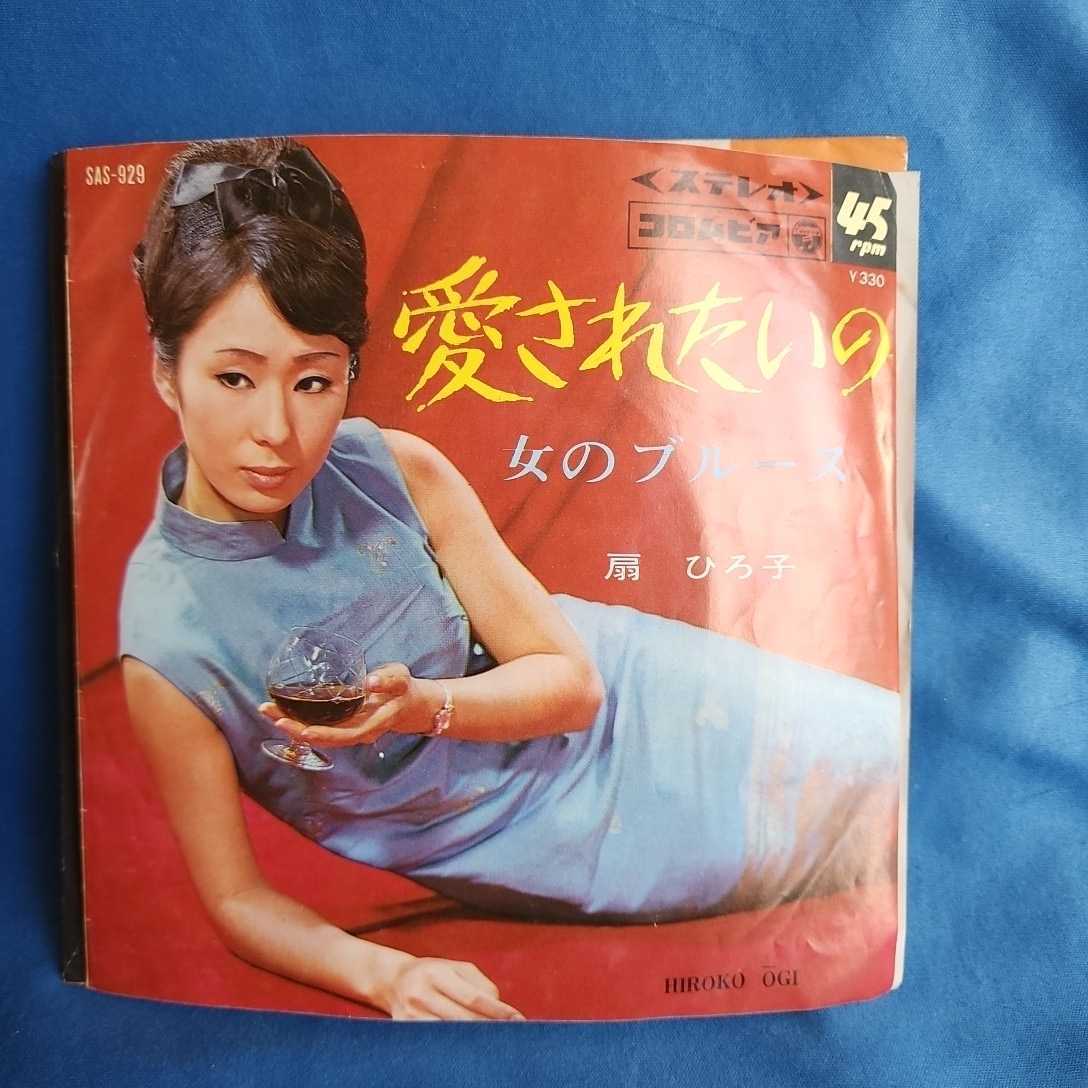 SAS-929
<ステレオ>
コロムビア
45
rpm
¥330
愛されたいの
女のブルース
扇 ひろ子
HIROKO ŌGI